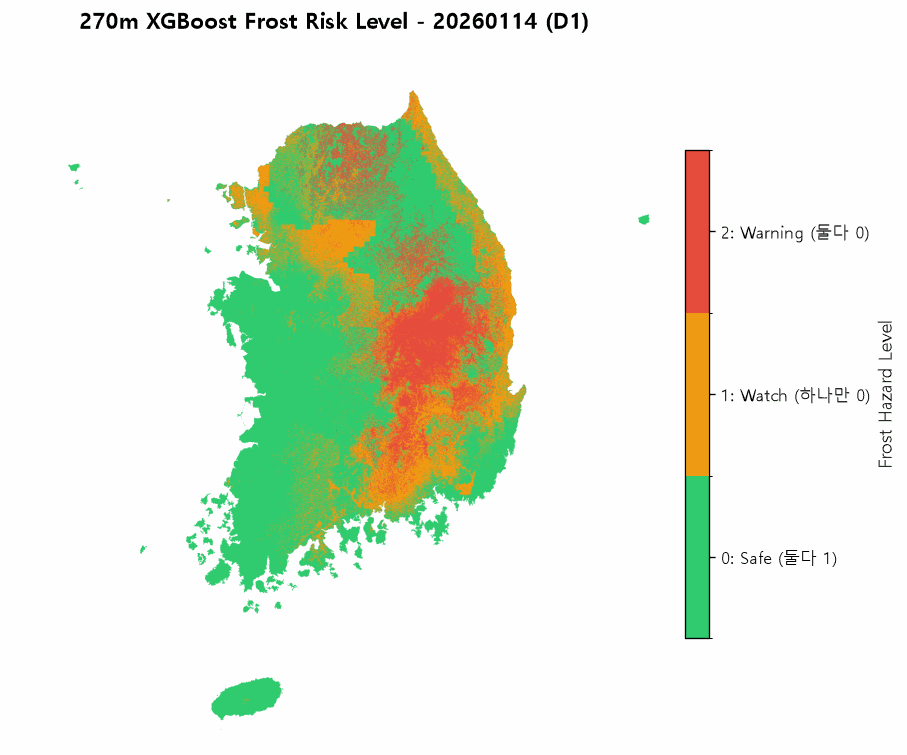 270m XGBoost Frost Risk Level - 20260114 (D1)
2: Warning (둘다 0)
1: Watch (하나만 0)
0: Safe (둘다 1)
Frost Hazard Level